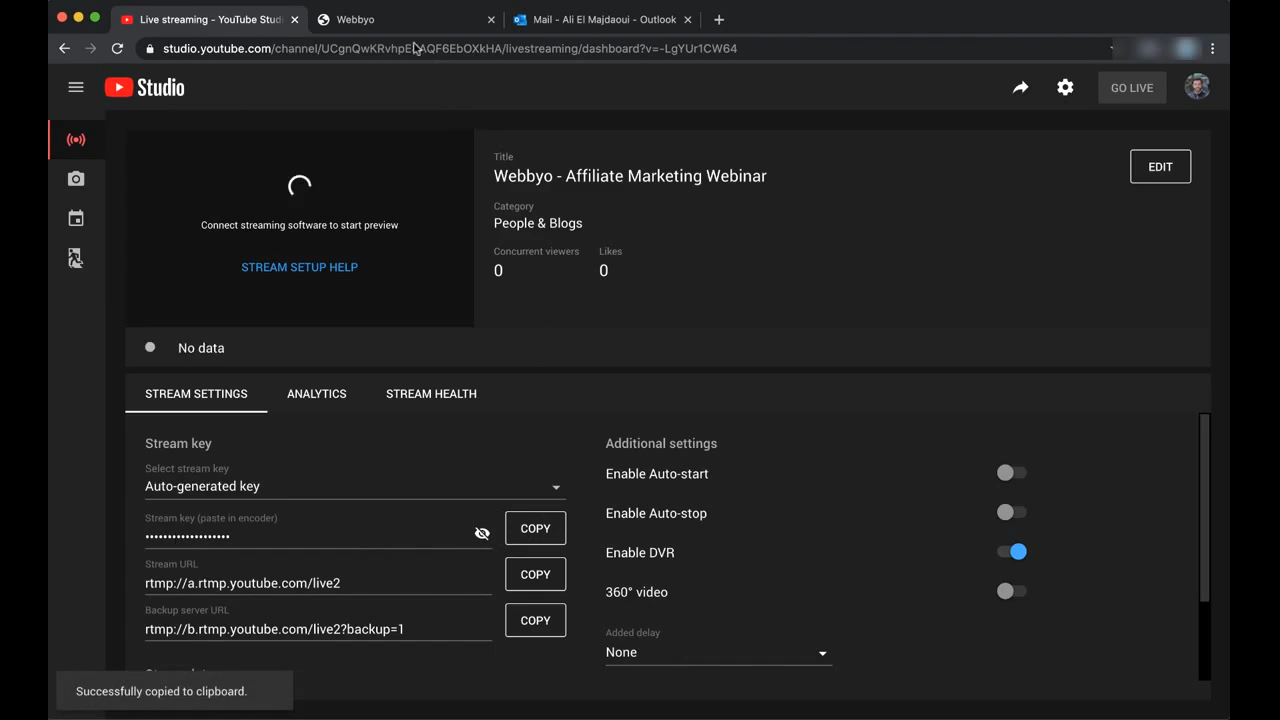 Live streaming - YouTube Studi
Webbyo
Mail - Ali El Majdaoui - Outlook
studio.youtube.com/channel/UCgnQwKRvhpE AQF6EbOXkHA/livestreaming/dashboard?v=-LgYUr1CW64
Studio
GO LIVE
Connect streaming software to start preview
STREAM SETUP HELP
Title
Webbyo - Affiliate Marketing Webinar
EDIT
Category
People & Blogs
Concurrent viewers
Likes
0
0
No data
STREAM SETTINGS
ANALYTICS
STREAM HEALTH
Stream key
Select stream key
Auto-generated key
Stream key (paste in encoder)
•••••••••••••••••••
COPY
Stream URL
rtmp://a.rtmp.youtube.com/live2
COPY
Backup server URL
rtmp://b.rtmp.youtube.com/live2?backup=1
COPY
Additional settings
Enable Auto-start
Enable Auto-stop
Enable DVR
360° video
Added delay
None
Successfully copied to clipboard.